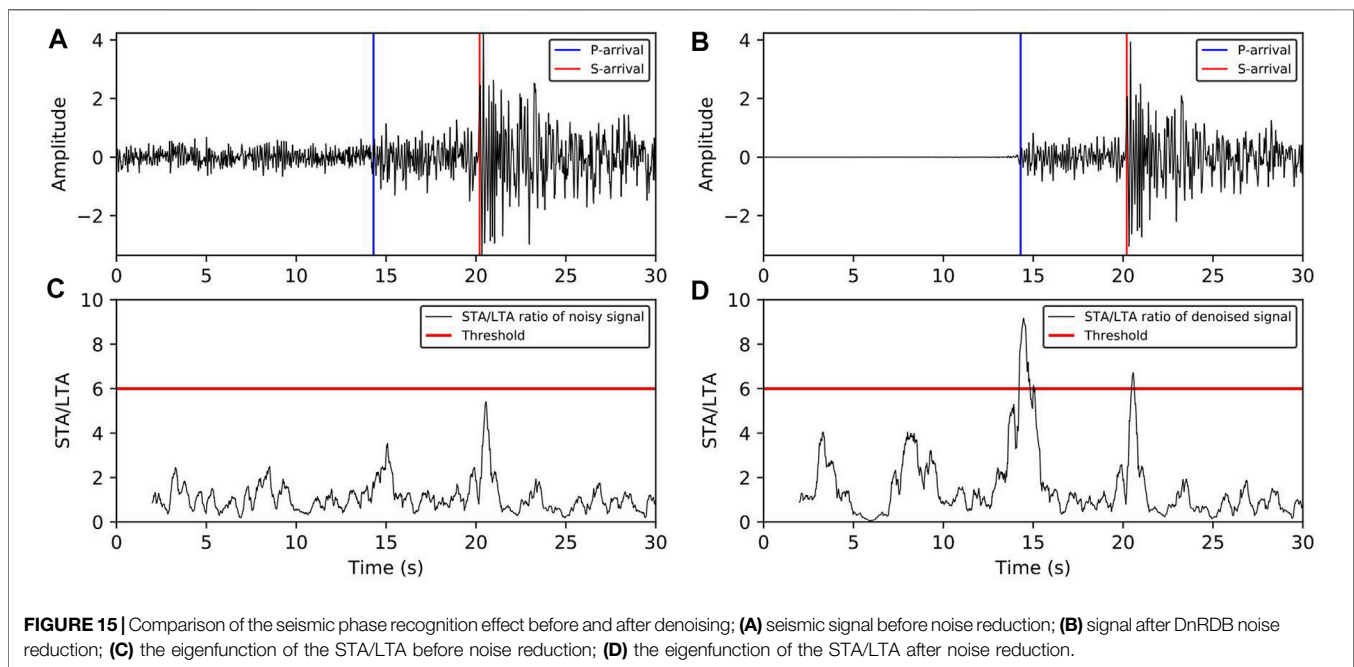 A
4
2
0
−2
Amplitude
P-arrival
S-arrival
0 5 10 15 20 25 30
B
4
2
0
−2
Amplitude
P-arrival
S-arrival
0 5 10 15 20 25 30
C
10
8
6
4
2
0
STA/LTA
STA/LTA ratio of noisy signal
Threshold
0 5 10 15 20 25 30
Time (s)
D
10
8
6
4
2
0
STA/LTA
STA/LTA ratio of denoised signal
Threshold
0 5 10 15 20 25 30
Time (s)
FIGURE 15 | Comparison of the seismic phase recognition effect before and after denoising; (A) seismic signal before noise reduction; (B) signal after DnRDB noise
reduction; (C) the eigenfunction of the STA/LTA before noise reduction; (D) the eigenfunction of the STA/LTA after noise reduction.